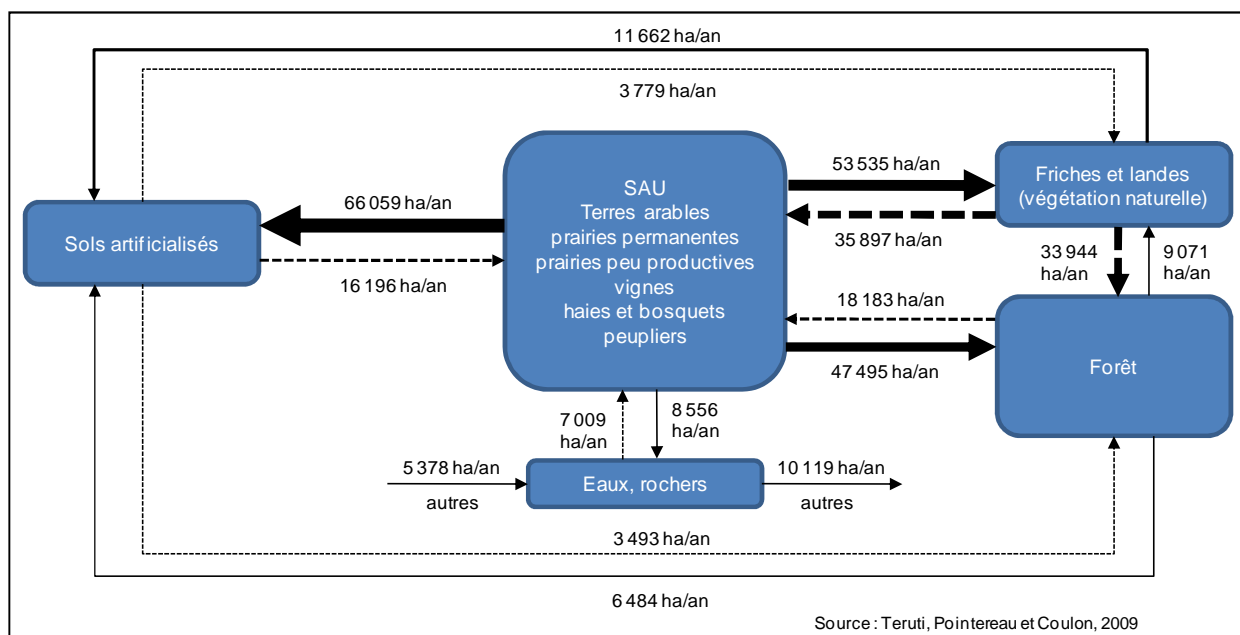 11 662 ha/an
3 779 ha/an
SAU
Terres arables
prairies permanentes
prairies peu productives
vignes
haies et bosquets
peupliers
53 535 ha/an
Friches et landes
(végétation naturelle)
66 059 ha/an
Sols artificialisés
35 897 ha/an
16 196 ha/an
33 944
ha/an
9 071
ha/an
18 183 ha/an
Forêt
47 495 ha/an
7 009
ha/an
8 556
ha/an
5 378 ha/an
autres
Eaux, rochers
10 119 ha/an
autres
3 493 ha/an
6 484 ha/an
Source : Teruti, Pointereau et Coulon, 2009